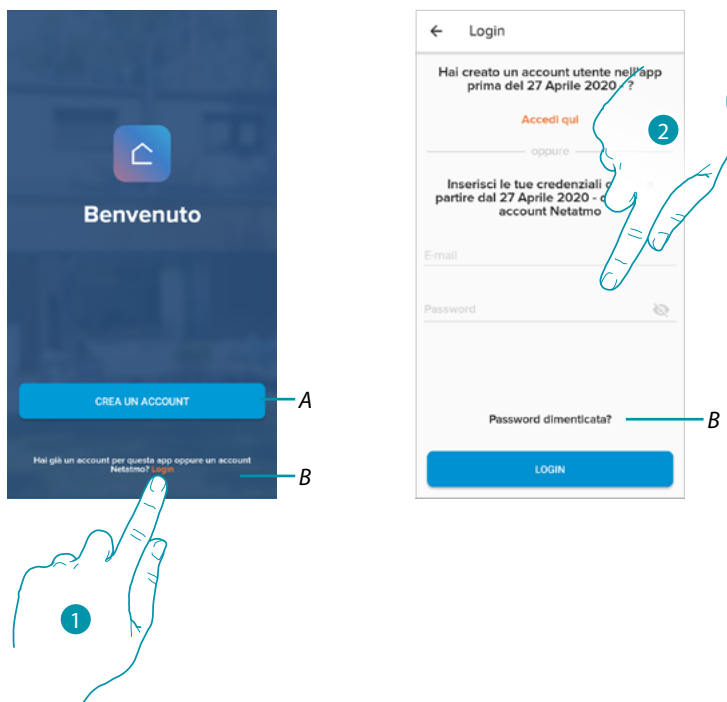 Benvenuto
CREA UN ACCOUNT
A
Hai già un account per questa app oppure un account
Netatmo? Login
B
1
Login
Hai creato un account utente nell'app
prima del 27 Aprile 2020 - ?
Accedi qui
oppure
2
Inserisci le tue credenziali
partire dal 27 Aprile 2020 -
account Netatmo
E-mail
Password
Password dimenticata?
B
LOGIN